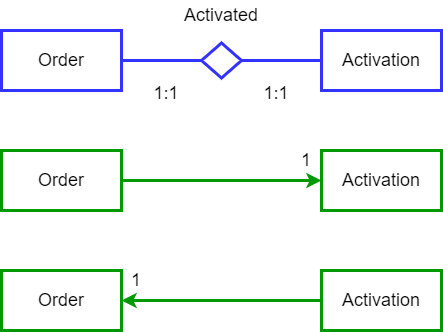 Activated
Order
Activation
1:1
1:1
1
Order
Activation
1
Order
Activation